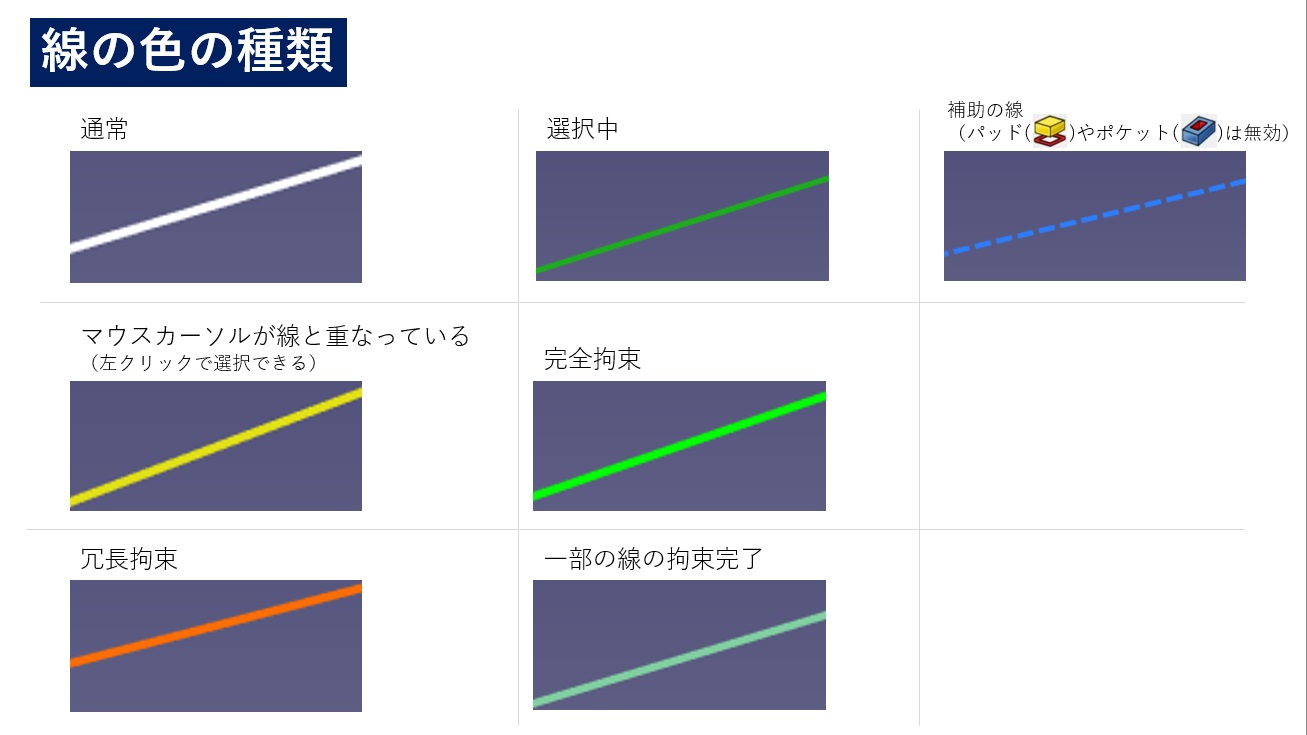 線の色の種類
通常
選択中
補助の線
（パッド()やポケット()は無効）
マウスカーソルが線と重なっている
（左クリックで選択できる）
完全拘束
冗長拘束
一部の線の拘束完了